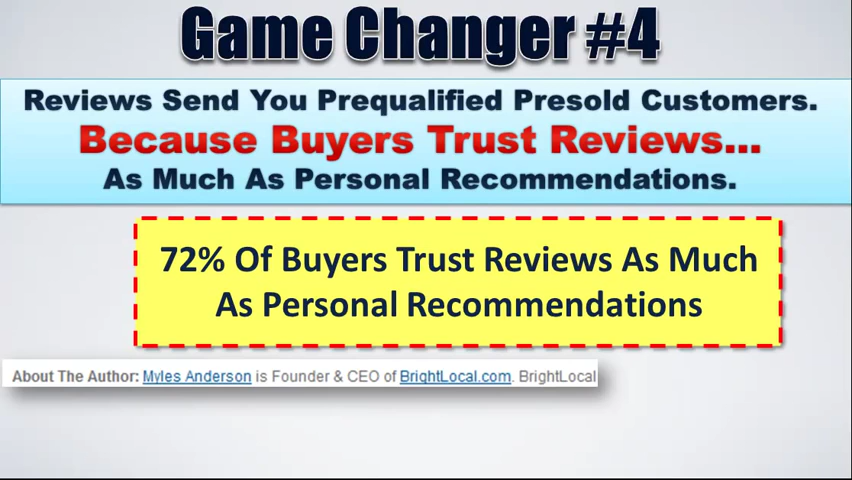 Game Changer #4
Reviews Send You Prequalified Presold Customers.
Because Buyers Trust Reviews...
As Much As Personal Recommendations.
72% Of Buyers Trust Reviews As Much
As Personal Recommendations
About The Author: Myles Anderson is Founder & CEO of BrightLocal.com. BrightLocal